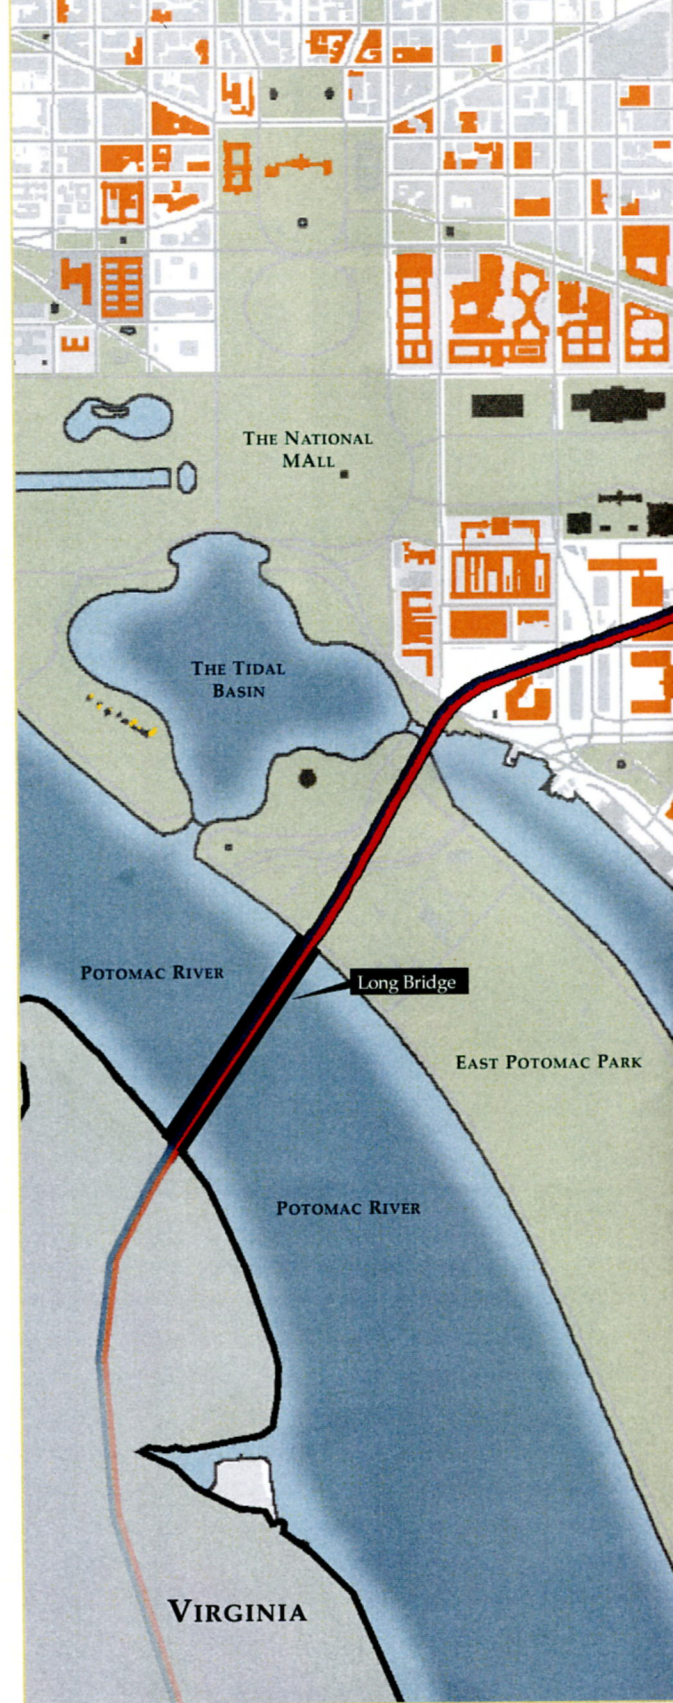 THE NATIONAL
MALL
THE TIDAL
BASIN
POTOMAC RIVER
Long Bridge
EAST POTOMAC PARK
POTOMAC RIVER
VIRGINIA